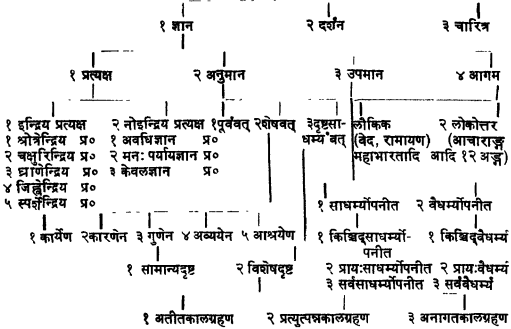 १ ज्ञान २ दर्शन ३ चारित्र
१ प्रत्यक्ष २ अनुमान ३ उपमान ४ आगम
१ इन्द्रिय प्रत्यक्ष २ नोइन्द्रिय प्रत्यक्ष १पूर्ववत् २शेषवत् ३दृष्टसा- लौकिक २ लोकोत्तर
१ श्रोत्रेन्द्रिय प्र० १ अवधिज्ञान प्र० धर्म्यवत् (वेद, रामायण) (आचाराङ्ग
२ चक्षुरिन्द्रिय प्र० २ मनः पर्यायज्ञान प्र० महाभारतादि आदि १२ अङ्ग)
३ घ्राणेन्द्रिय प्र० ३ केवलज्ञान प्र०
४ जिह्वेन्द्रिय प्र०
५ स्पर्शेन्द्रिय प्र० १ साधर्म्योपनीत २ वैधर्म्योपनीत
१ कार्येण २कारणेन ३ गुणेन ४ अव्ययेन ५ आश्रयेण १ किञ्चिद्साधर्म्यो- १ किञ्चिद्वैधर्म्य
पनीत
१ सामान्यदृष्ट २ विशेषदृष्ट २ प्रायःसाधर्म्योपनीत २ प्रायःवैधर्म्य
३ सर्वसाधर्म्योपनीत ३ सर्ववैधर्म्य
१ अतीतकालग्रहण २ प्रत्युत्पन्नकालग्रहण ३ अनागतकालग्रहण